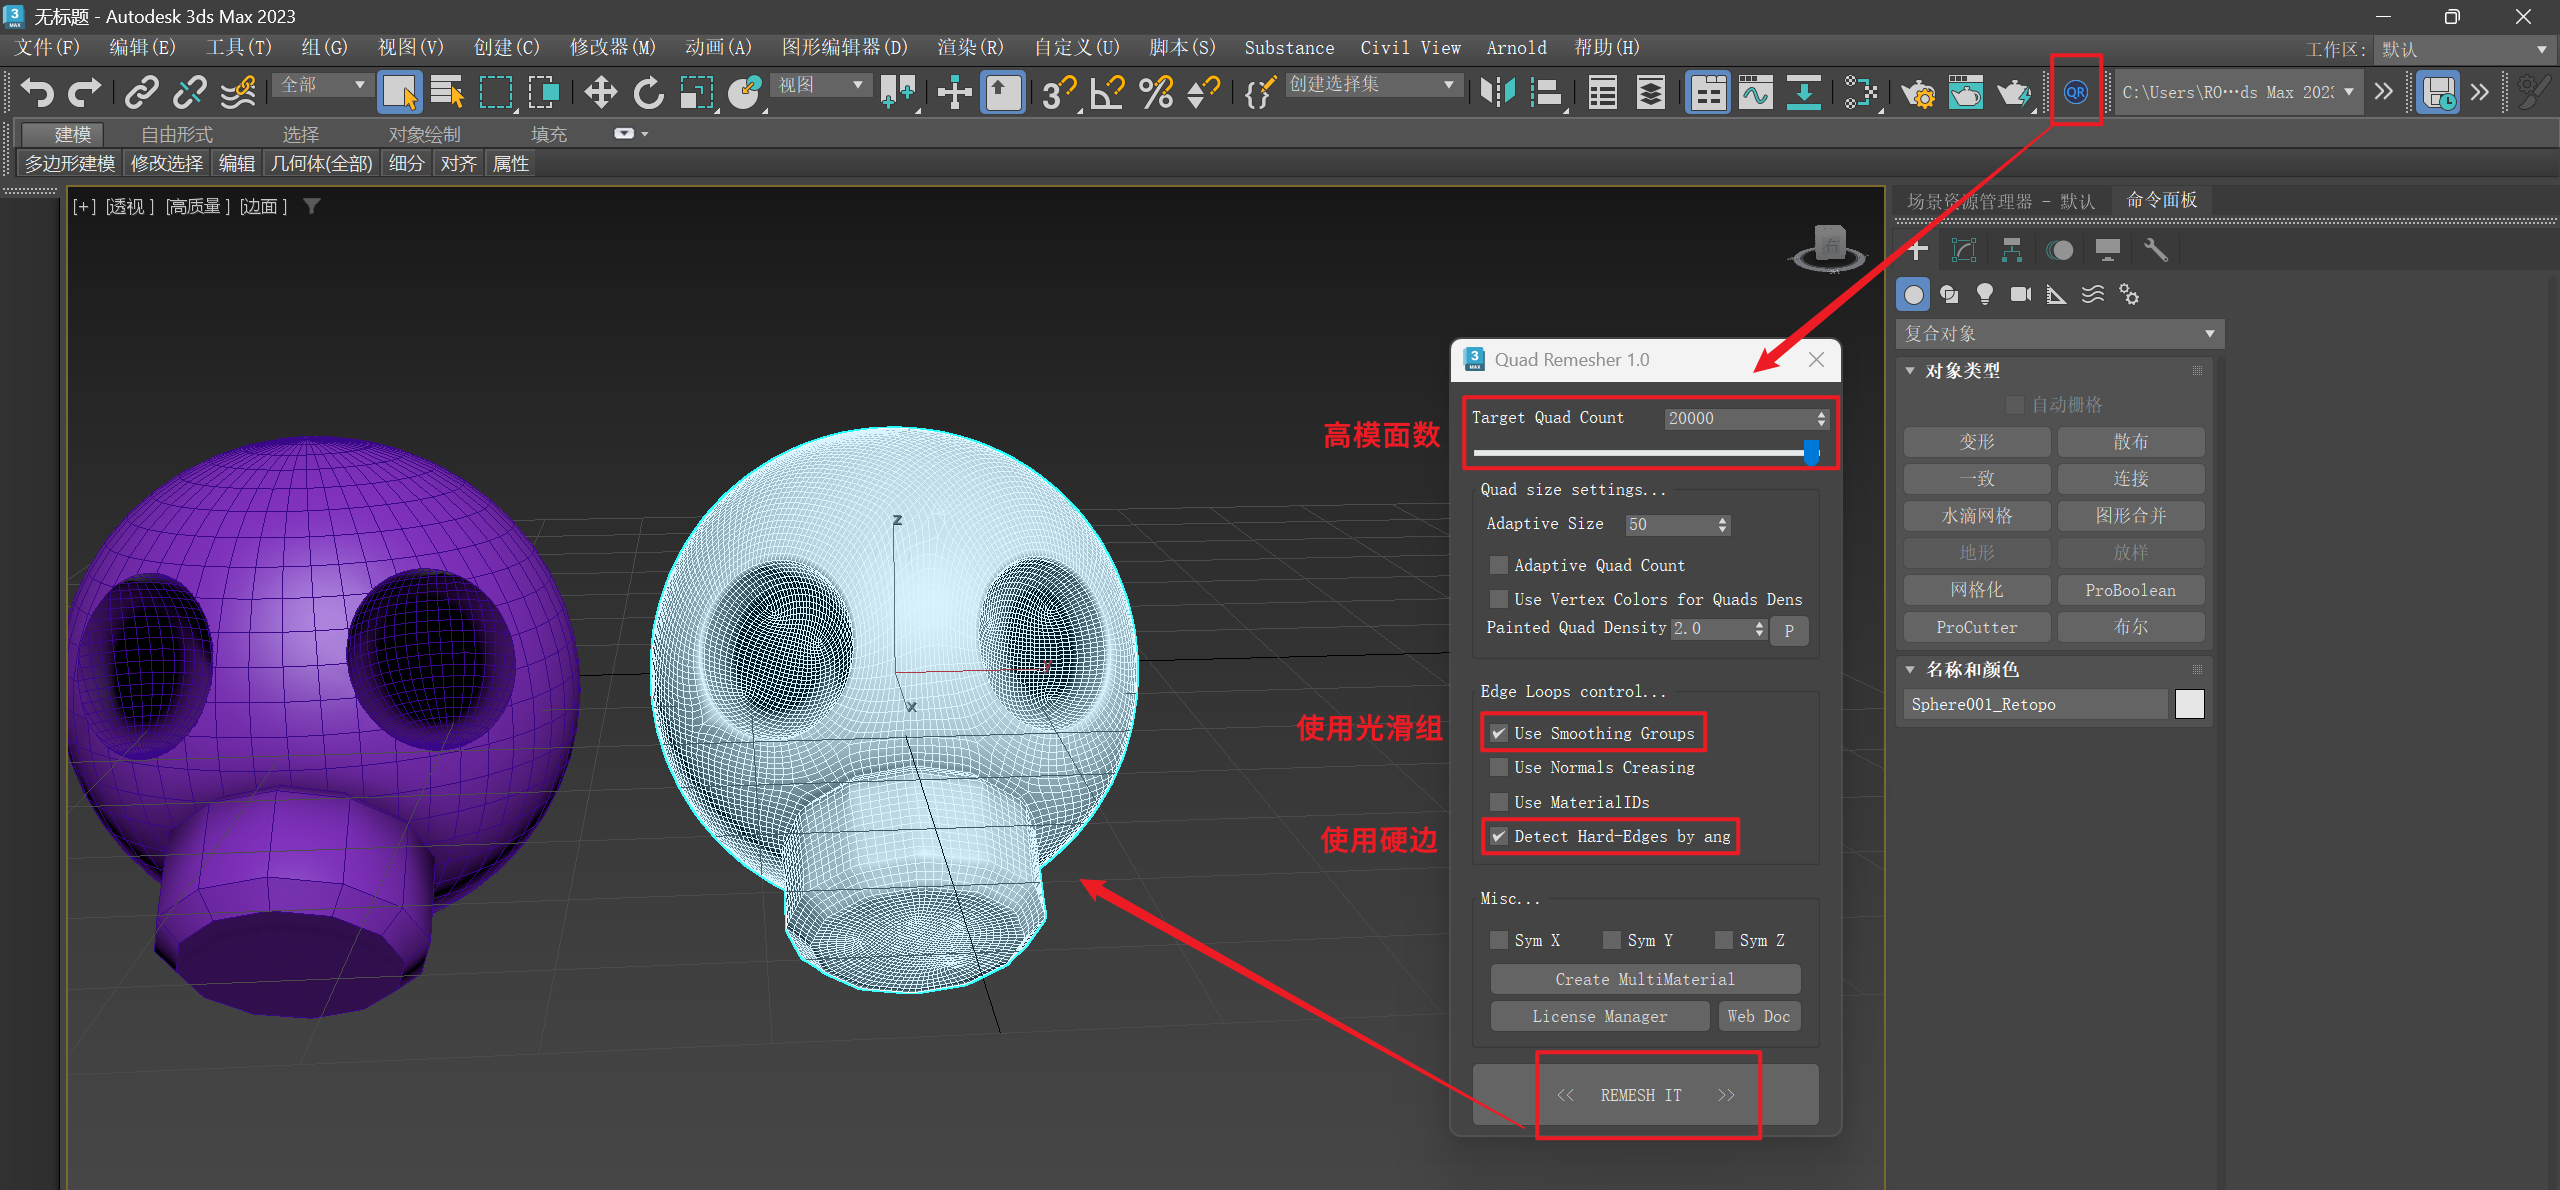 无标题 - Autodesk 3ds Max 2023
文件(F) 编辑(E) 工具(T) 组(G) 视图(V) 创建(C) 修改器(M) 动画(A) 图形编辑器(D) 渲染(R) 自定义(U) 脚本(S) Substance Civil View Arnold 帮助(H)
工作区: 默认
全部 视图 创建选择集 QR C:\Users\RO···ds Max 202
建模 自由形式 选择 对象绘制 填充
多边形建模 修改选择 编辑 几何体(全部) 细分 对齐 属性
[+] [透视] [高质量] [边面]
场景资源管理器 - 默认 命令面板
复合对象
对象类型
自动栅格
变形 散布
一致 连接
水滴网格 图形合并
地形 放样
网格化 ProBoolean
ProCutter 布尔
名称和颜色
Sphere001_Retopo
Quad Remesher 1.0
高模面数
Target Quad Count 20000
Quad size settings...
Adaptive Size 50
Adaptive Quad Count
Use Vertex Colors for Quads Dens
Painted Quad Density 2.0 P
Edge Loops control...
使用光滑组
Use Smoothing Groups
Use Normals Creasing
Use MaterialIDs
使用硬边
Detect Hard-Edges by ang
Misc...
Sym X Sym Y Sym Z
Create MultiMaterial
License Manager Web Doc
<< REMESH IT >>
z
y
x